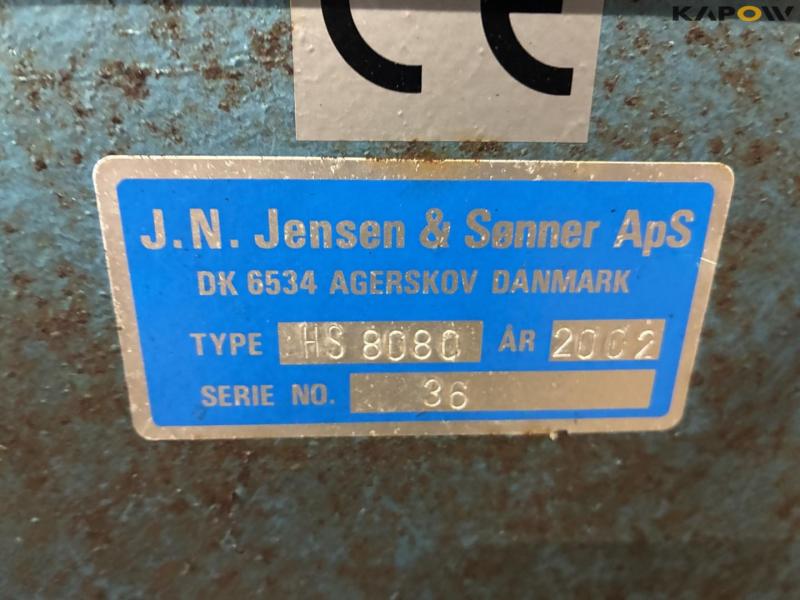 KAPOW
CE
J.N. Jensen & Sønner ApS
DK 6534 AGERSKOV DANMARK
TYPE HS 8080 ÅR 2002
SERIE NO. 36